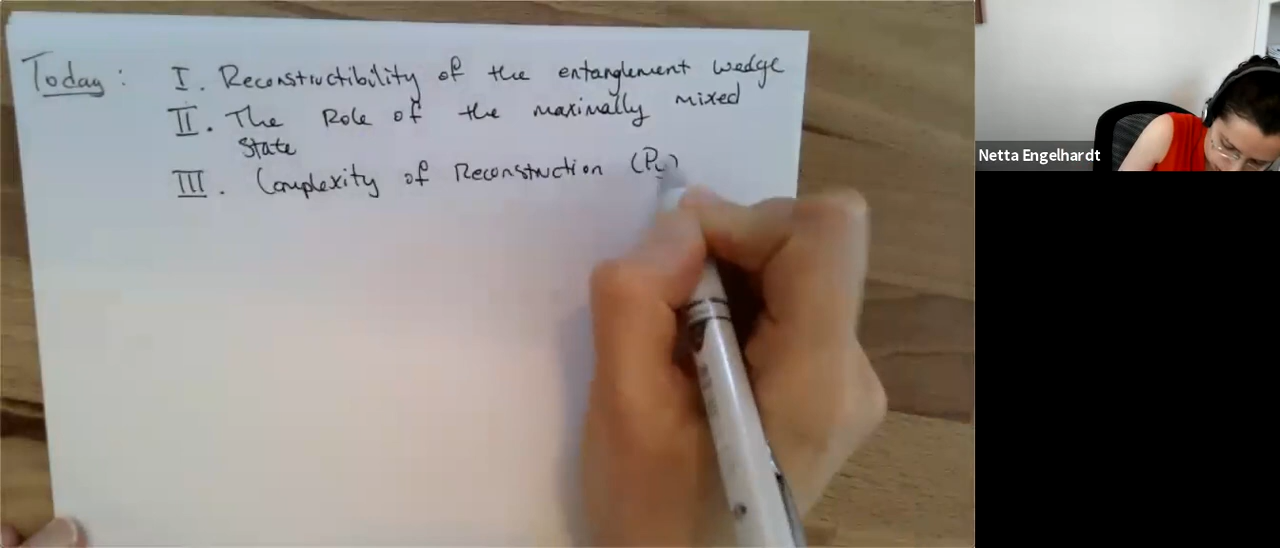 Today: I. Reconstructibility of the entanglement wedge
II. The Role of the maximally mixed
state
III. Complexity of Reconstruction
Netta Engelhardt